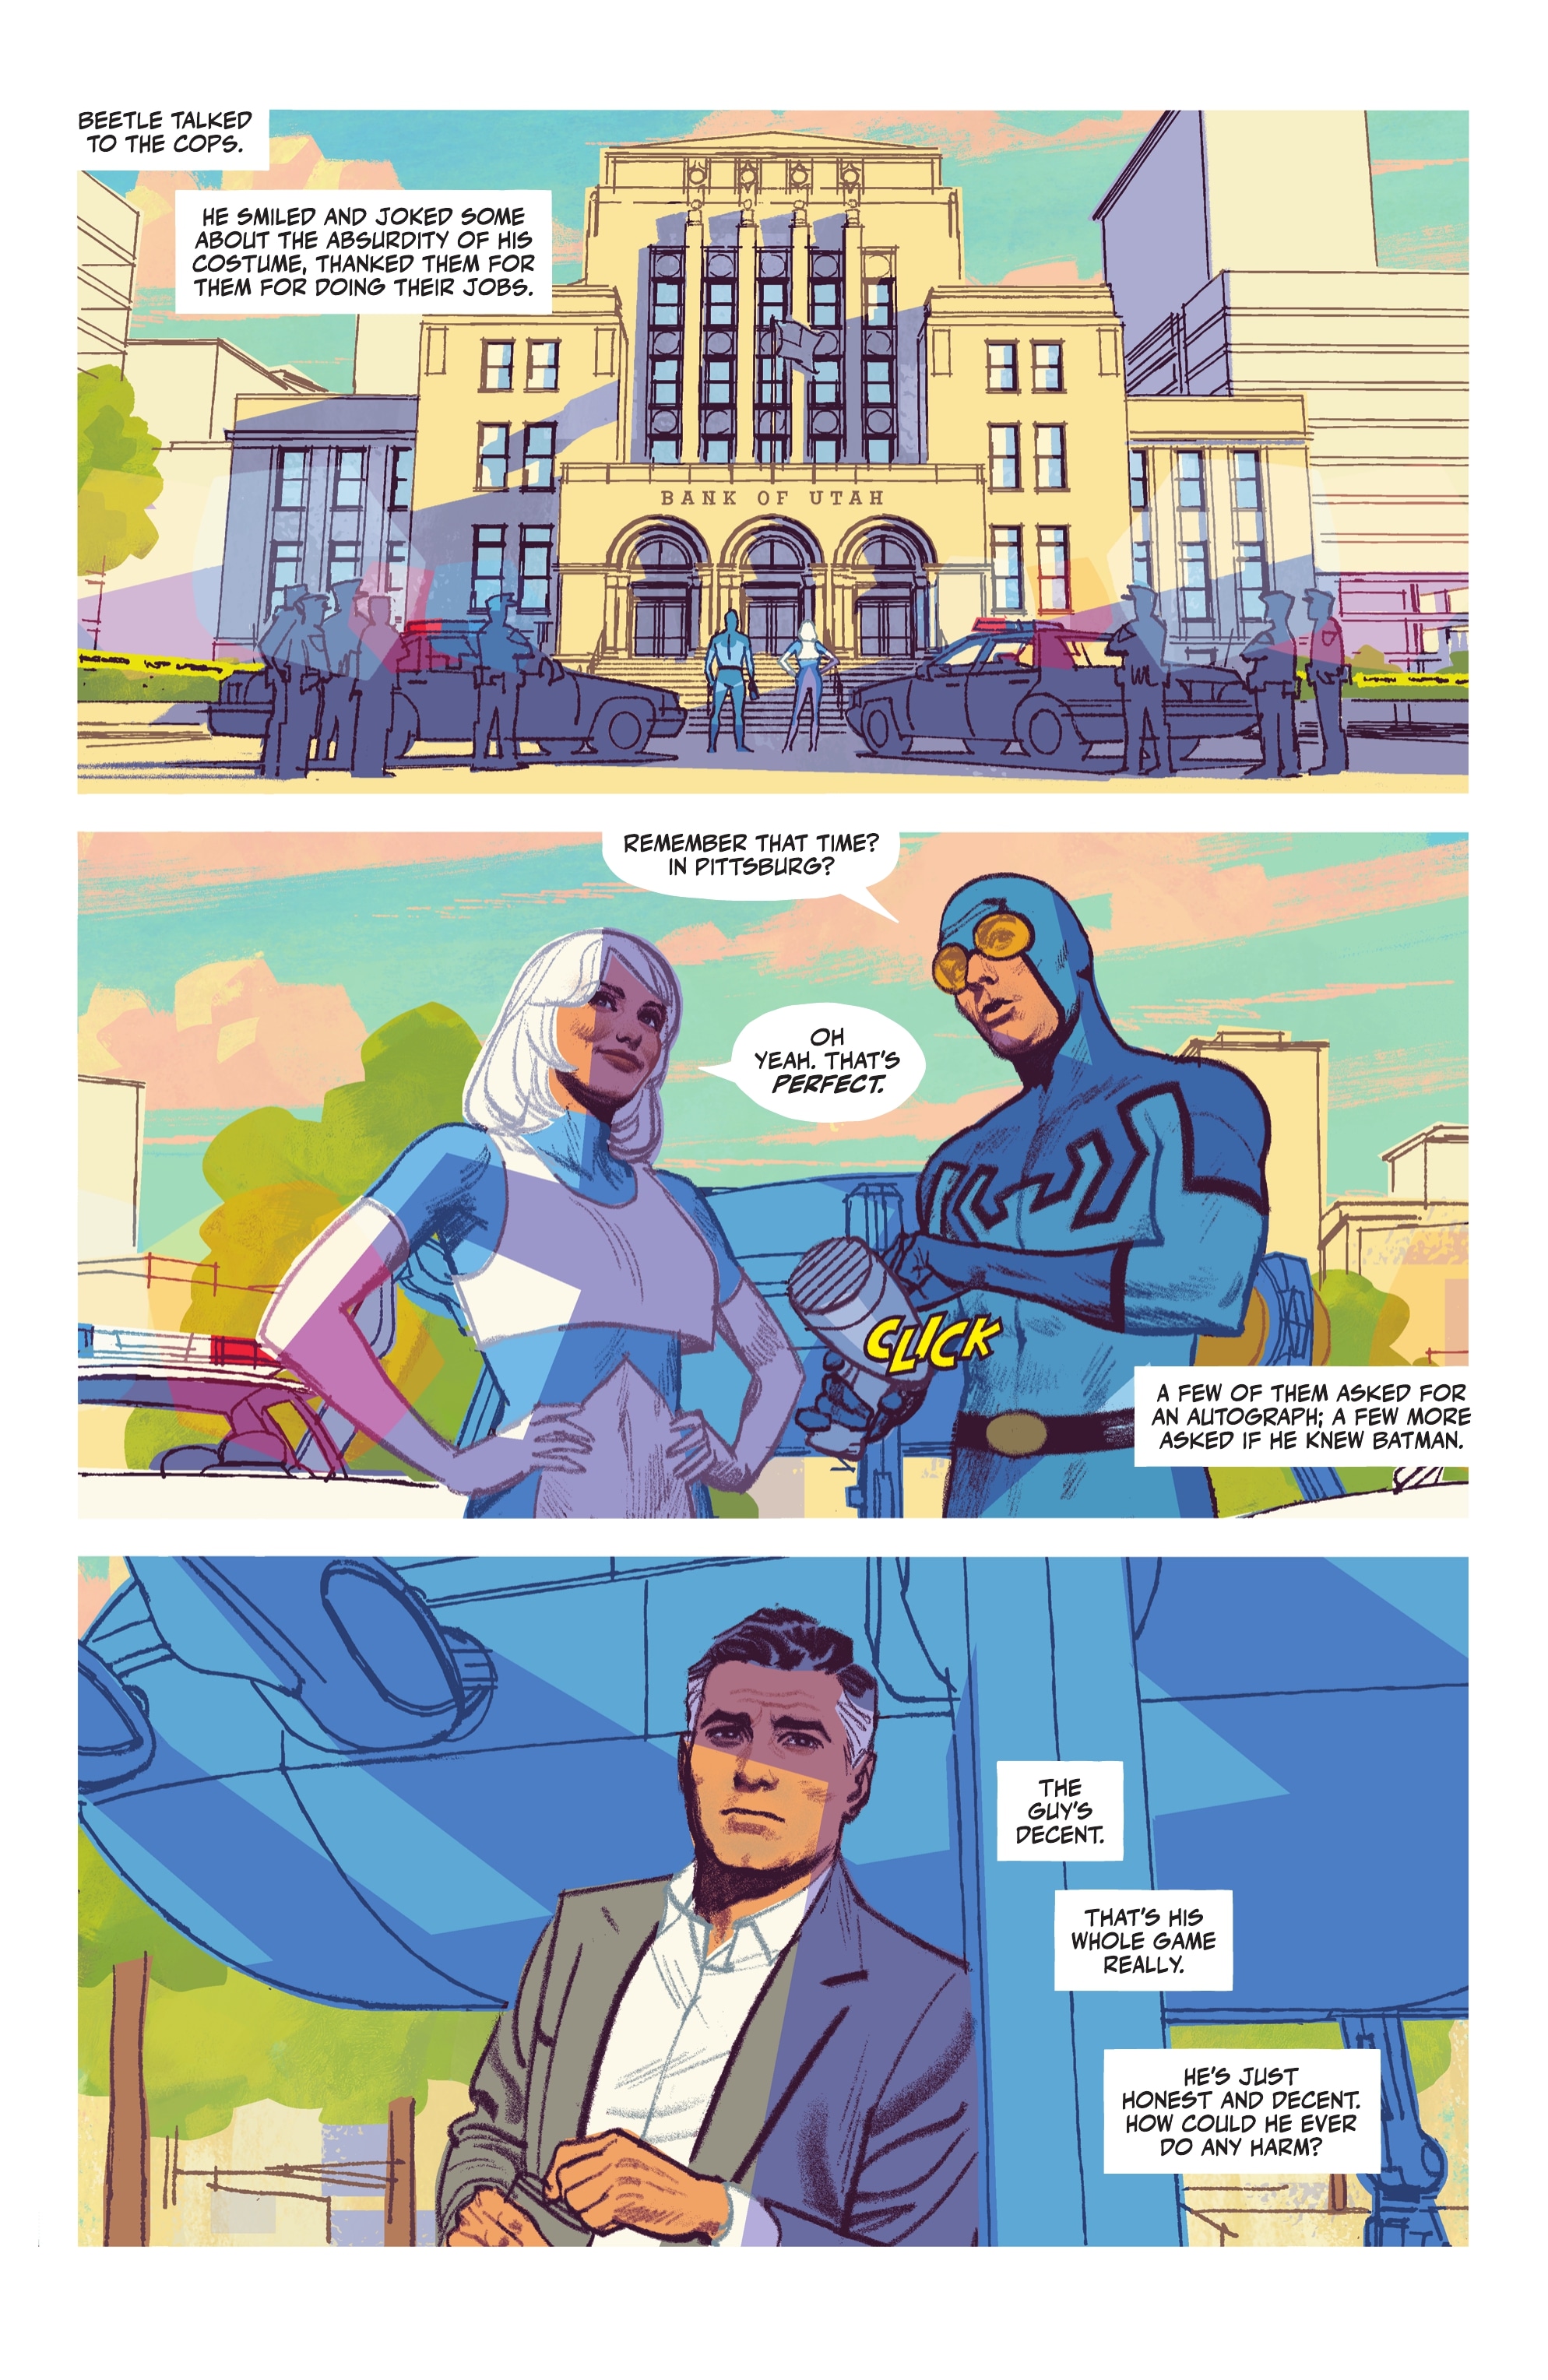 BEETLE TALKED
TO THE COPS.
HE SMILED AND JOKED SOME
ABOUT THE ABSURDITY OF HIS
COSTUME, THANKED THEM FOR
THEM FOR DOING THEIR JOBS.
BANK OF UTAH
REMEMBER THAT TIME?
IN PITTSBURG?
OH
YEAH. THAT'S
PERFECT.
CLICK
A FEW OF THEM ASKED FOR
AN AUTOGRAPH; A FEW MORE
ASKED IF HE KNEW BATMAN.
THE
GUY'S
DECENT.
THAT'S HIS
WHOLE GAME
REALLY.
HE'S JUST
HONEST AND DECENT.
HOW COULD HE EVER
DO ANY HARM?